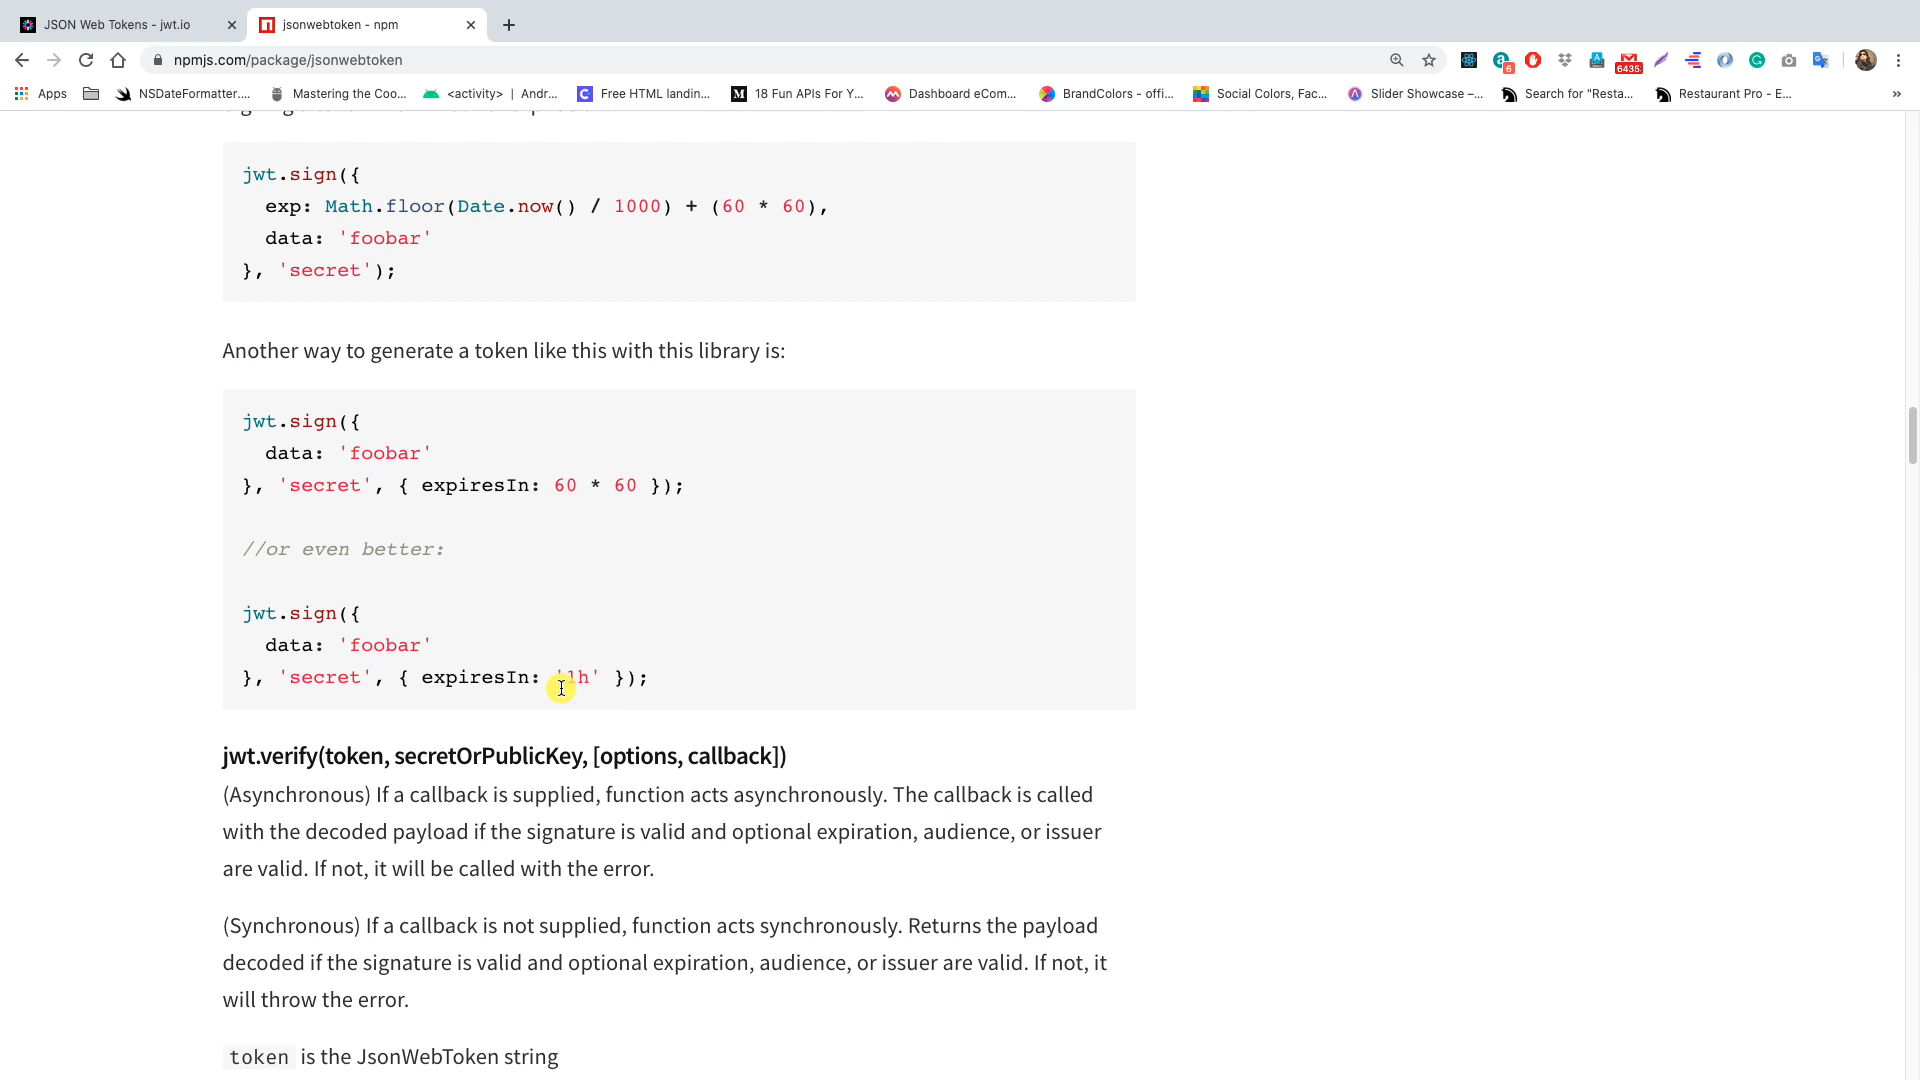 JSON Web Tokens - jwt.io
jsonwebtoken - npm
npmjs.com/package/jsonwebtoken
6
6435
Apps
NSDateFormatter....
Mastering the Coo...
<activity> | Andr...
Free HTML landin...
18 Fun APIs For Y...
Dashboard eCom...
BrandColors - offi...
Social Colors, Fac...
Slider Showcase –...
Search for "Resta...
Restaurant Pro - E...
jwt.sign({
exp: Math.floor(Date.now() / 1000) + (60 * 60),
data: 'foobar'
}, 'secret');
Another way to generate a token like this with this library is:
jwt.sign({
data: 'foobar'
}, 'secret', { expiresIn: 60 * 60 });
//or even better:
jwt.sign({
data: 'foobar'
}, 'secret', { expiresIn: '1h' });
jwt.verify(token, secretOrPublicKey, [options, callback])
(Asynchronous) If a callback is supplied, function acts asynchronously. The callback is called
with the decoded payload if the signature is valid and optional expiration, audience, or issuer
are valid. If not, it will be called with the error.
(Synchronous) If a callback is not supplied, function acts synchronously. Returns the payload
decoded if the signature is valid and optional expiration, audience, or issuer are valid. If not, it
will throw the error.
token is the JsonWebToken string